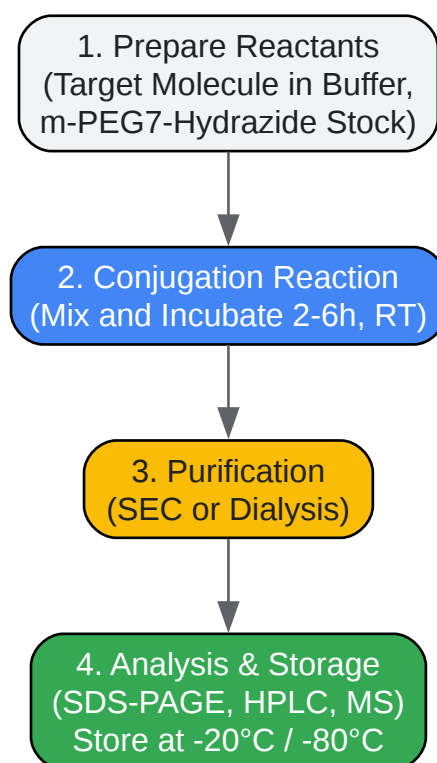 1. Prepare Reactants
(Target Molecule in Buffer,
m-PEG7-Hydrazide Stock)
2. Conjugation Reaction
(Mix and Incubate 2-6h, RT)
3. Purification
(SEC or Dialysis)
4. Analysis & Storage
(SDS-PAGE, HPLC, MS)
Store at -20°C / -80°C